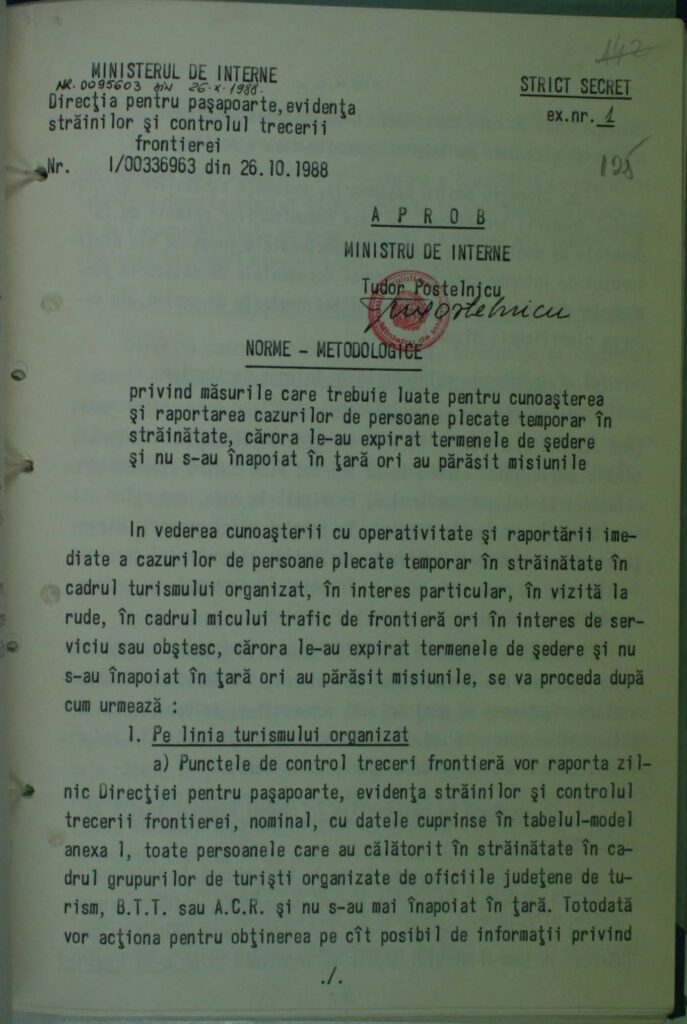 142
MINISTERUL DE INTERNE
NR. 0095603 DIN 26.X.1988
STRICT SECRET
Direcţia pentru paşapoarte, evidenţa
ex.nr. 1
străinilor şi controlul trecerii
frontierei
Nr. I/00336963 din 26.10.1988
125
A P R O B
MINISTRU DE INTERNE
Tudor Postelnicu
NORME - METODOLOGICE
privind măsurile care trebuie luate pentru cunoaşterea
şi raportarea cazurilor de persoane plecate temporar în
străinătate, cărora le-au expirat termenele de şedere
şi nu s-au înapoiat în ţară ori au părăsit misiunile
In vederea cunoaşterii cu operativitate şi raportării ime-
diate a cazurilor de persoane plecate temporar în străinătate în
cadrul turismului organizat, în interes particular, în vizită la
rude, în cadrul micului trafic de frontieră ori în interes de ser-
viciu sau obştesc, cărora le-au expirat termenele de şedere şi nu
s-au înapoiat în ţară ori au părăsit misiunile, se va proceda după
cum urmează :
1. Pe linia turismului organizat
a) Punctele de control treceri frontieră vor raporta zil-
nic Direcţiei pentru paşapoarte, evidenţa străinilor şi controlul
trecerii frontierei, nominal, cu datele cuprinse în tabelul-model
anexa 1, toate persoanele care au călătorit în străinătate în ca-
drul grupurilor de turişti organizate de oficiile judeţene de tu-
rism, B.T.T. sau A.C.R. şi nu s-au mai înapoiat în ţară. Totodată
vor acţiona pentru obţinerea pe cît posibil de informaţii privind
./.